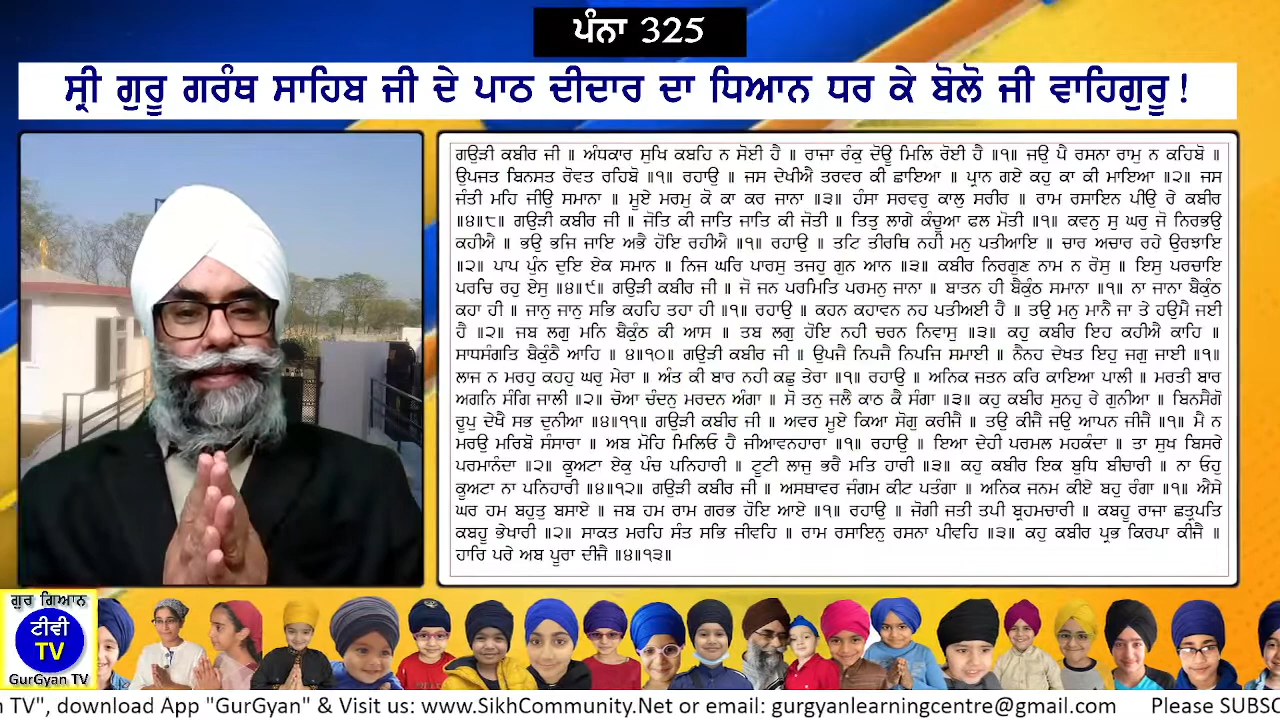 ਪੰਨਾ 325
ਸ੍ਰੀ ਗੁਰੂ ਗਰੰਥ ਸਾਹਿਬ ਜੀ ਦੇ ਪਾਠ ਦੀਦਾਰ ਦਾ ਧਿਆਨ ਧਰ ਕੇ ਬੋਲੋ ਜੀ ਵਾਹਿਗੁਰੂ!
ਗਉੜੀ ਕਬੀਰ ਜੀ ॥ ਅੰਧਕਾਰ ਸੁਖਿ ਕਬਹਿ ਨ ਸੋਈ ਹੈ ॥ ਰਾਜਾ ਰੰਕੁ ਦੋਊ ਮਿਲਿ ਰੋਈ ਹੈ ॥੧॥ ਜਉ ਪੈ ਰਸਨਾ ਰਾਮੁ ਨ ਕਹਿਬੋ ॥
ਉਪਜਤ ਬਿਨਸਤ ਰੋਵਤ ਰਹਿਬੋ ॥੧॥ ਰਹਾਉ ॥ ਜਸ ਦੇਖੀਐ ਤਰਵਰ ਕੀ ਛਾਇਆ ॥ ਪ੍ਰਾਨ ਗਏ ਕਹੁ ਕਾ ਕੀ ਮਾਇਆ ॥੨॥ ਜਸ
ਜੰਤੀ ਮਹਿ ਜੀਉ ਸਮਾਨਾ ॥ ਮੂਏ ਮਰਮੁ ਕੋ ਕਾ ਕਰ ਜਾਨਾ ॥੩॥ ਹੰਸਾ ਸਰਵਰੁ ਕਾਲੁ ਸਰੀਰ ॥ ਰਾਮ ਰਸਾਇਨ ਪੀਉ ਰੇ ਕਬੀਰ
॥੪॥੮॥ ਗਉੜੀ ਕਬੀਰ ਜੀ ॥ ਜੋਤਿ ਕੀ ਜਾਤਿ ਜਾਤਿ ਕੀ ਜੋਤੀ ॥ ਤਿਤੁ ਲਾਗੇ ਕੰਚੂਆ ਫਲ ਮੋਤੀ ॥੧॥ ਕਵਨੁ ਸੁ ਘਰੁ ਜੋ ਨਿਰਭਉ
ਕਹੀਐ ॥ ਭਉ ਭਜਿ ਜਾਇ ਅਭੈ ਹੋਇ ਰਹੀਐ ॥੧॥ ਰਹਾਉ ॥ ਤਟਿ ਤੀਰਥਿ ਨਹੀ ਮਨੁ ਪਤੀਆਇ ॥ ਚਾਰ ਅਚਾਰ ਰਹੇ ਉਰਝਾਇ
॥੨॥ ਪਾਪ ਪੁੰਨ ਦੁਇ ਏਕ ਸਮਾਨ ॥ ਨਿਜ ਘਰਿ ਪਾਰਸੁ ਤਜਹੁ ਗੁਨ ਆਨ ॥੩॥ ਕਬੀਰ ਨਿਰਗੁਣ ਨਾਮ ਨ ਰੋਸੁ ॥ ਇਸੁ ਪਰਚਾਇ
ਪਰਚਿ ਰਹੁ ਏਸੁ ॥੪॥੯॥ ਗਉੜੀ ਕਬੀਰ ਜੀ ॥ ਜੋ ਜਨ ਪਰਮਿਤਿ ਪਰਮਨੁ ਜਾਨਾ ॥ ਬਾਤਨ ਹੀ ਬੈਕੁੰਠ ਸਮਾਨਾ ॥੧॥ ਨਾ ਜਾਨਾ ਬੈਕੁੰਠ
ਕਹਾ ਹੀ ॥ ਜਾਨੁ ਜਾਨੁ ਸਭਿ ਕਹਹਿ ਤਹਾ ਹੀ ॥੧॥ ਰਹਾਉ ॥ ਕਹਨ ਕਹਾਵਨ ਨਹ ਪਤੀਅਈ ਹੈ ॥ ਤਉ ਮਨੁ ਮਾਨੈ ਜਾ ਤੇ ਹਉਮੈ ਜਈ
ਹੈ ॥੨॥ ਜਬ ਲਗੁ ਮਨਿ ਬੈਕੁੰਠ ਕੀ ਆਸ ॥ ਤਬ ਲਗੁ ਹੋਇ ਨਹੀ ਚਰਨ ਨਿਵਾਸੁ ॥੩॥ ਕਹੁ ਕਬੀਰ ਇਹ ਕਹੀਐ ਕਾਹਿ ॥
ਸਾਧਸੰਗਤਿ ਬੈਕੁੰਠੈ ਆਹਿ ॥ ੪॥੧੦॥ ਗਉੜੀ ਕਬੀਰ ਜੀ ॥ ਉਪਜੈ ਨਿਪਜੈ ਨਿਪਜਿ ਸਮਾਈ ॥ ਨੈਨਹ ਦੇਖਤ ਇਹੁ ਜਗੁ ਜਾਈ ॥੧॥
ਲਾਜ ਨ ਮਰਹੁ ਕਹਹੁ ਘਰੁ ਮੇਰਾ ॥ ਅੰਤ ਕੀ ਬਾਰ ਨਹੀ ਕਛੁ ਤੇਰਾ ॥੧॥ ਰਹਾਉ ॥ ਅਨਿਕ ਜਤਨ ਕਰਿ ਕਾਇਆ ਪਾਲੀ ॥ ਮਰਤੀ ਬਾਰ
ਅਗਨਿ ਸੰਗਿ ਜਾਲੀ ॥੨॥ ਚੋਆ ਚੰਦਨੁ ਮਰਦਨ ਅੰਗਾ ॥ ਸੋ ਤਨੁ ਜਲੈ ਕਾਠ ਕੈ ਸੰਗਾ ॥੩॥ ਕਹੁ ਕਬੀਰ ਸੁਨਹੁ ਰੇ ਗੁਨੀਆ ॥ ਬਿਨਸੈਗੋ
ਰੂਪੁ ਦੇਖੈ ਸਭ ਦੁਨੀਆ ॥੪॥੧੧॥ ਗਉੜੀ ਕਬੀਰ ਜੀ ॥ ਅਵਰ ਮੂਏ ਕਿਆ ਸੋਗੁ ਕਰੀਜੈ ॥ ਤਉ ਕੀਜੈ ਜਉ ਆਪਨ ਜੀਜੈ ॥੧॥ ਮੈ ਨ
ਮਰਉ ਮਰਿਬੋ ਸੰਸਾਰਾ ॥ ਅਬ ਮੋਹਿ ਮਿਲਿਓ ਹੈ ਜੀਆਵਨਹਾਰਾ ॥੧॥ ਰਹਾਉ ॥ ਇਆ ਦੇਹੀ ਪਰਮਲ ਮਹਕੰਦਾ ॥ ਤਾ ਸੁਖ ਬਿਸਰੇ
ਪਰਮਾਨੰਦਾ ॥੨॥ ਕੂਅਟਾ ਏਕੁ ਪੰਚ ਪਨਿਹਾਰੀ ॥ ਟੂਟੀ ਲਾਜੁ ਭਰੈ ਮਤਿ ਹਾਰੀ ॥੩॥ ਕਹੁ ਕਬੀਰ ਇਕ ਬੁਧਿ ਬੀਚਾਰੀ ॥ ਨਾ ਓਹੁ
ਕੂਅਟਾ ਨਾ ਪਨਿਹਾਰੀ ॥੪॥੧੨॥ ਗਉੜੀ ਕਬੀਰ ਜੀ ॥ ਅਸਥਾਵਰ ਜੰਗਮ ਕੀਟ ਪਤੰਗਾ ॥ ਅਨਿਕ ਜਨਮ ਕੀਏ ਬਹੁ ਰੰਗਾ ॥੧॥ ਐਸੇ
ਘਰ ਹਮ ਬਹੁਤੁ ਬਸਾਏ ॥ ਜਬ ਹਮ ਰਾਮ ਗਰਭ ਹੋਇ ਆਏ ॥੧॥ ਰਹਾਉ ॥ ਜੋਗੀ ਜਤੀ ਤਪੀ ਬ੍ਰਹਮਚਾਰੀ ॥ ਕਬਹੂ ਰਾਜਾ ਛਤ੍ਰਪਤਿ
ਕਬਹੂ ਭੇਖਾਰੀ ॥੨॥ ਸਾਕਤ ਮਰਹਿ ਸੰਤ ਸਭਿ ਜੀਵਹਿ ॥ ਰਾਮ ਰਸਾਇਨੁ ਰਸਨਾ ਪੀਵਹਿ ॥੩॥ ਕਹੁ ਕਬੀਰ ਪ੍ਰਭ ਕਿਰਪਾ ਕੀਜੈ ॥
ਹਾਰਿ ਪਰੇ ਅਬ ਪੂਰਾ ਦੀਜੈ ॥੪॥੧੩॥
ਗੁਰ ਗਿਆਨ
ਟੀਵੀ
TV
GurGyan TV
n TV", download App "GurGyan" & Visit us: www.SikhCommunity.Net or email: gurgyanlearningcentre@gmail.com Please SUBSC